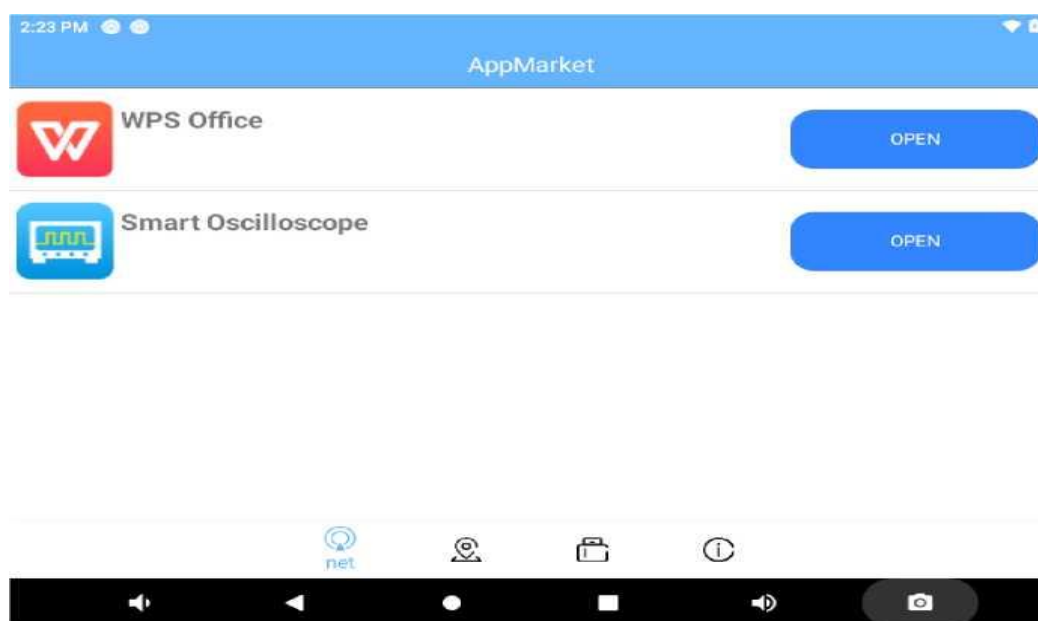 2:23 PM
AppMarket
WPS Office
OPEN
Smart Oscilloscope
OPEN
net